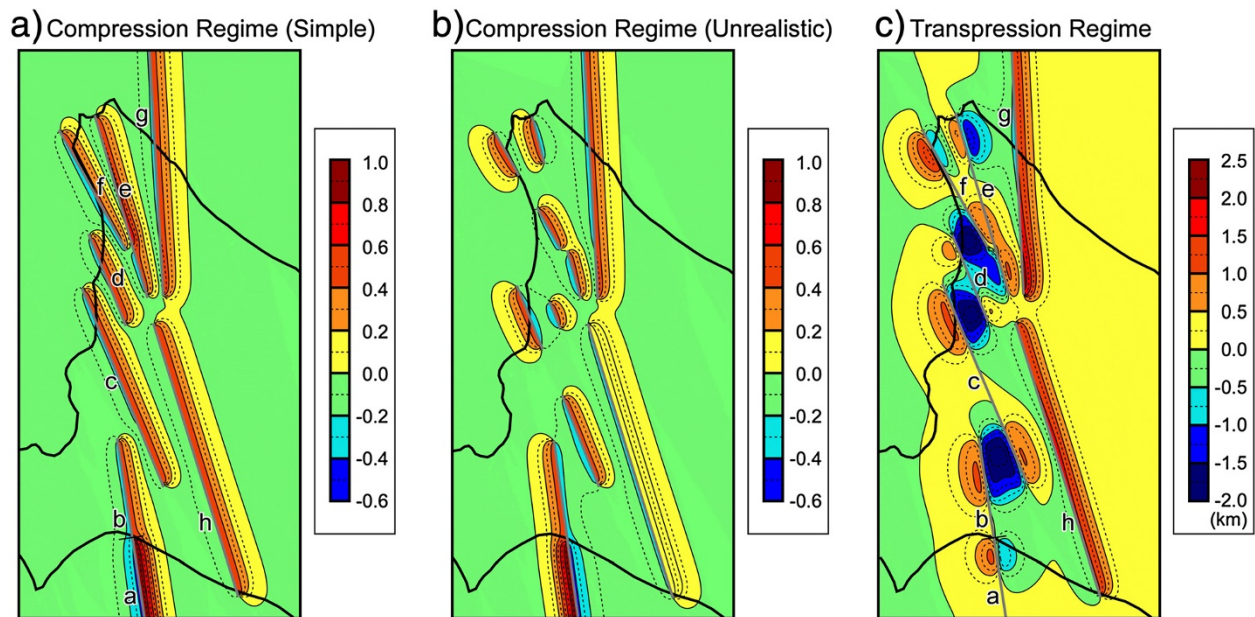 a) Compression Regime (Simple)
b) Compression Regime (Unrealistic)
c) Transpression Regime
g
f
e
d
c
b
h
a
1.0
0.8
0.6
0.4
0.2
0.0
-0.2
-0.4
-0.6
1.0
0.8
0.6
0.4
0.2
0.0
-0.2
-0.4
-0.6
g
f
e
d
c
b
h
a
2.5
2.0
1.5
1.0
0.5
0.0
-0.5
-1.0
-1.5
-2.0
(km)